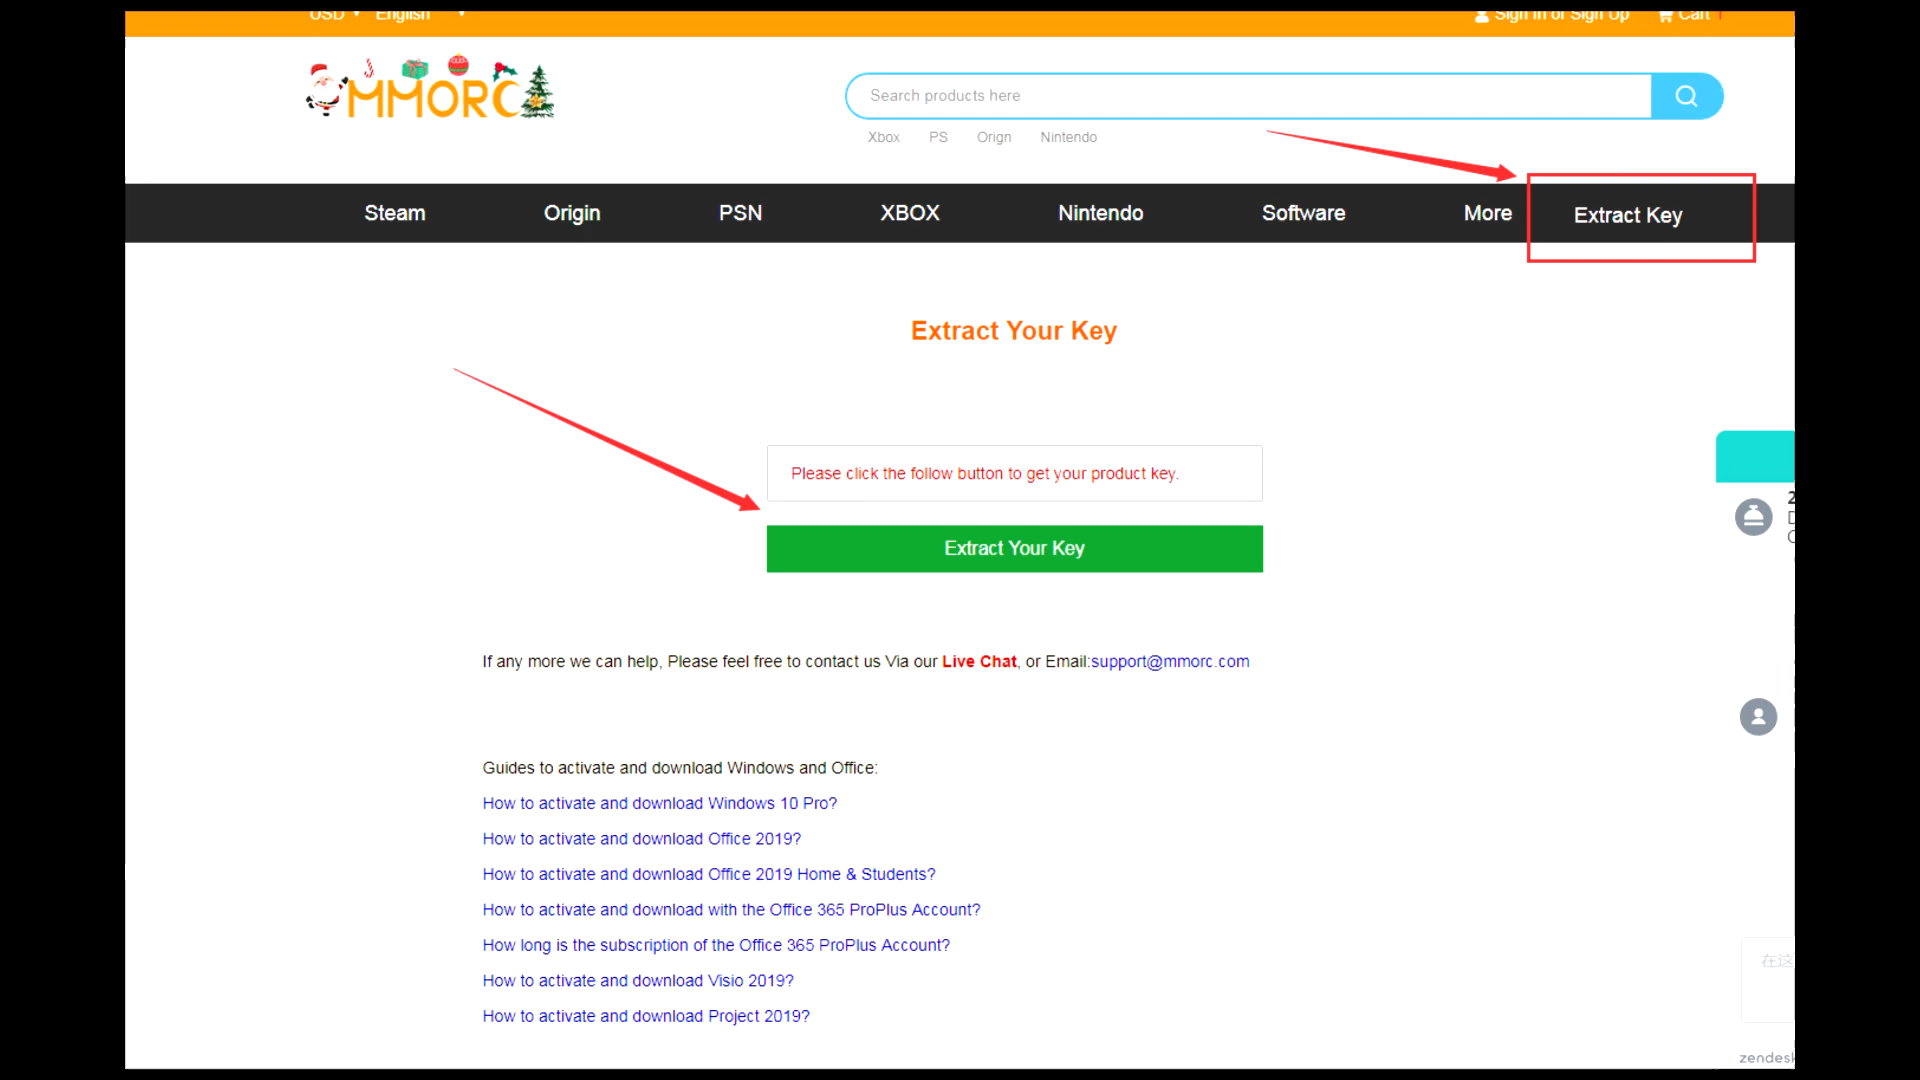 USD English
Sign In or Sign Up Cart
MMORC
Search products here
Xbox PS Orign Nintendo
Steam Origin PSN XBOX Nintendo Software More Extract Key
Extract Your Key
Please click the follow button to get your product key.
Extract Your Key
If any more we can help, Please feel free to contact us Via our Live Chat, or Email:support@mmorc.com
Guides to activate and download Windows and Office:
How to activate and download Windows 10 Pro?
How to activate and download Office 2019?
How to activate and download Office 2019 Home & Students?
How to activate and download with the Office 365 ProPlus Account?
How long is the subscription of the Office 365 ProPlus Account?
How to activate and download Visio 2019?
How to activate and download Project 2019?
在这
zendesk